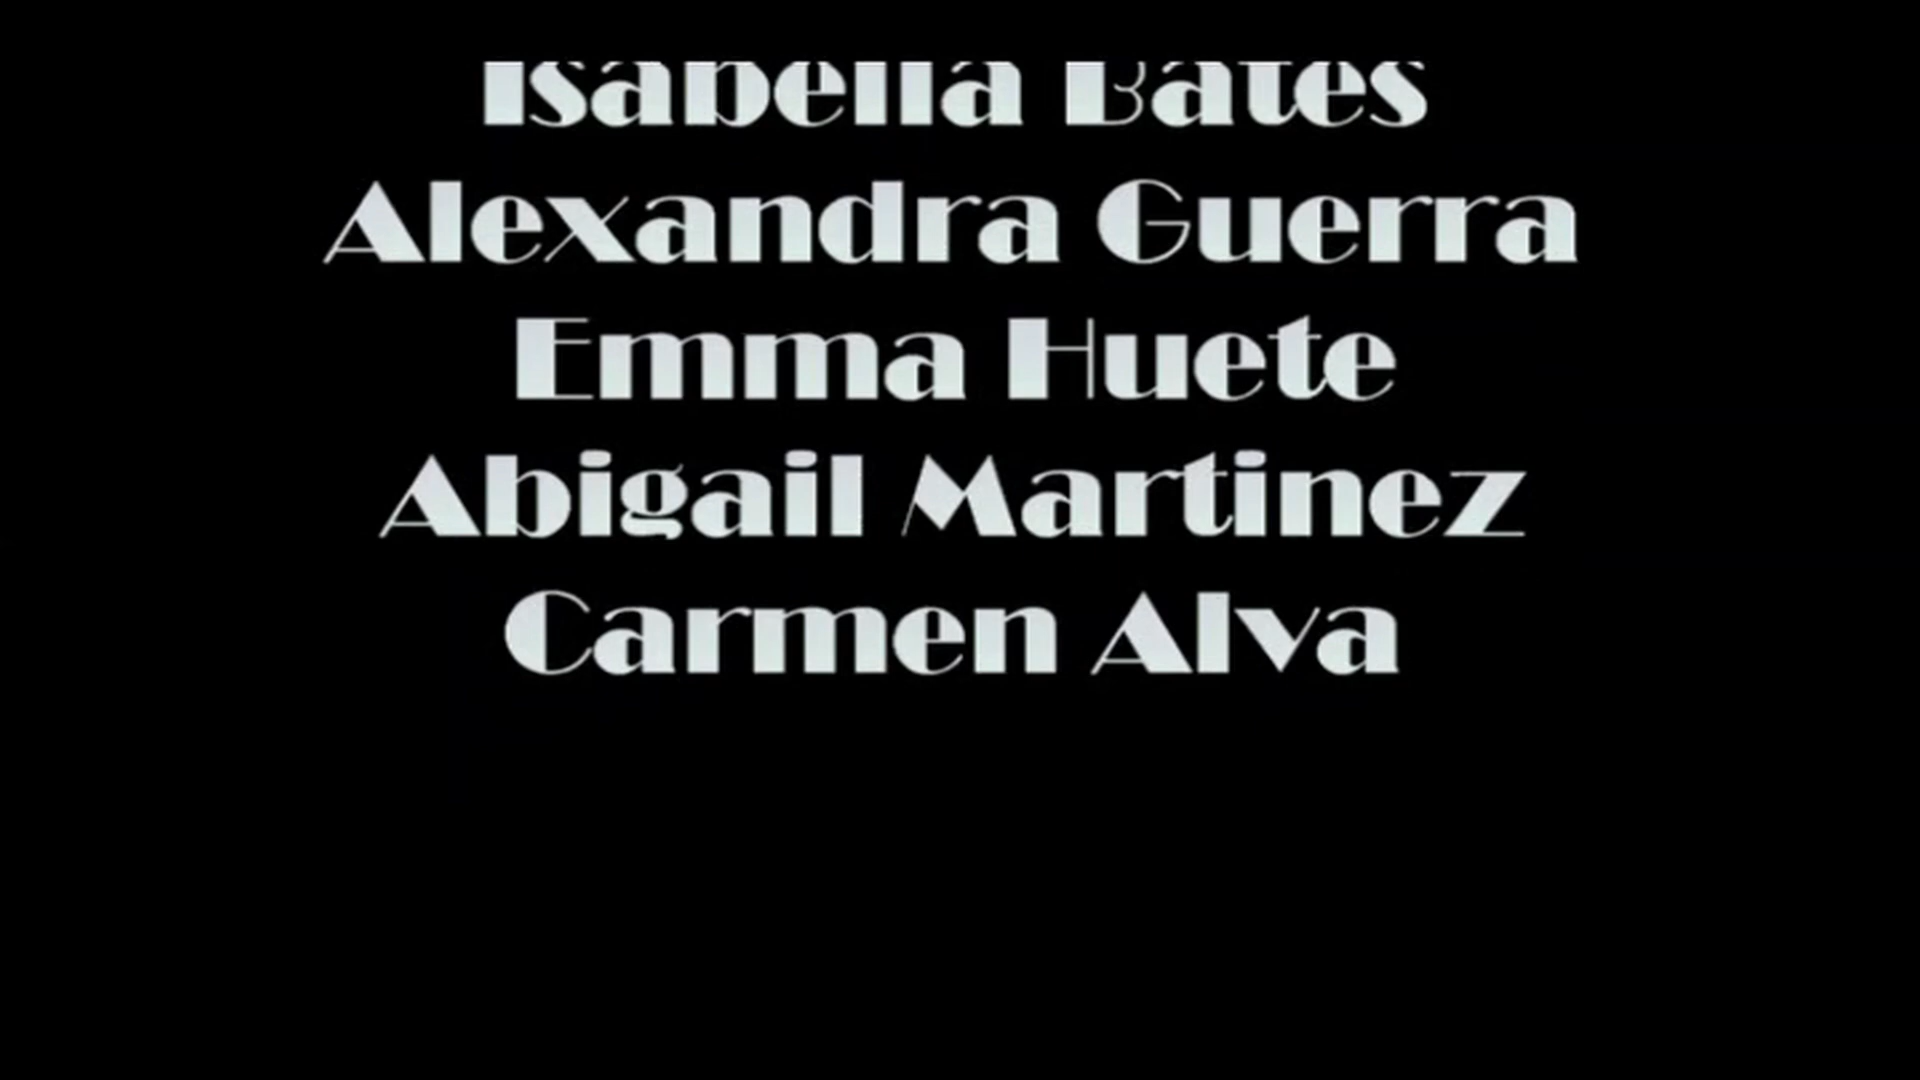 Isabella Bates
Alexandra Guerra
Emma Huete
Abigail Martinez
Carmen Alva